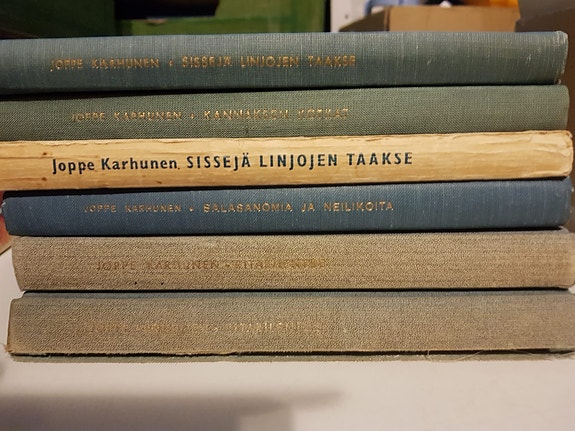 JOPPE KARHUNEN • SISSEJÄ LINJOJEN TAAKSE
JOPPE KARHUNEN • KANNAKSEN KOTKAT
Joppe Karhunen. SISSEJÄ LINJOJEN TAAKSE
JOPPE KARHUNEN • SALASANOMIA JA NEILIKOITA
JOPPE KARHUNEN